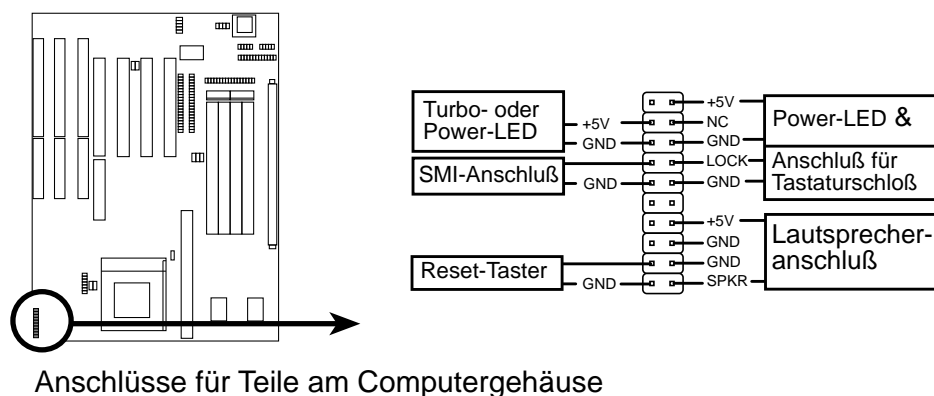 Turbo- oder
Power-LED
+5V
GND
SMI-Anschluß
GND
Reset-Taster
GND
+5V
NC
GND
LOCK
GND
+5V
GND
GND
SPKR
Power-LED &
Anschluß für
Tastaturschloß
Lautsprecher-
anschluß
Anschlüsse für Teile am Computergehäuse